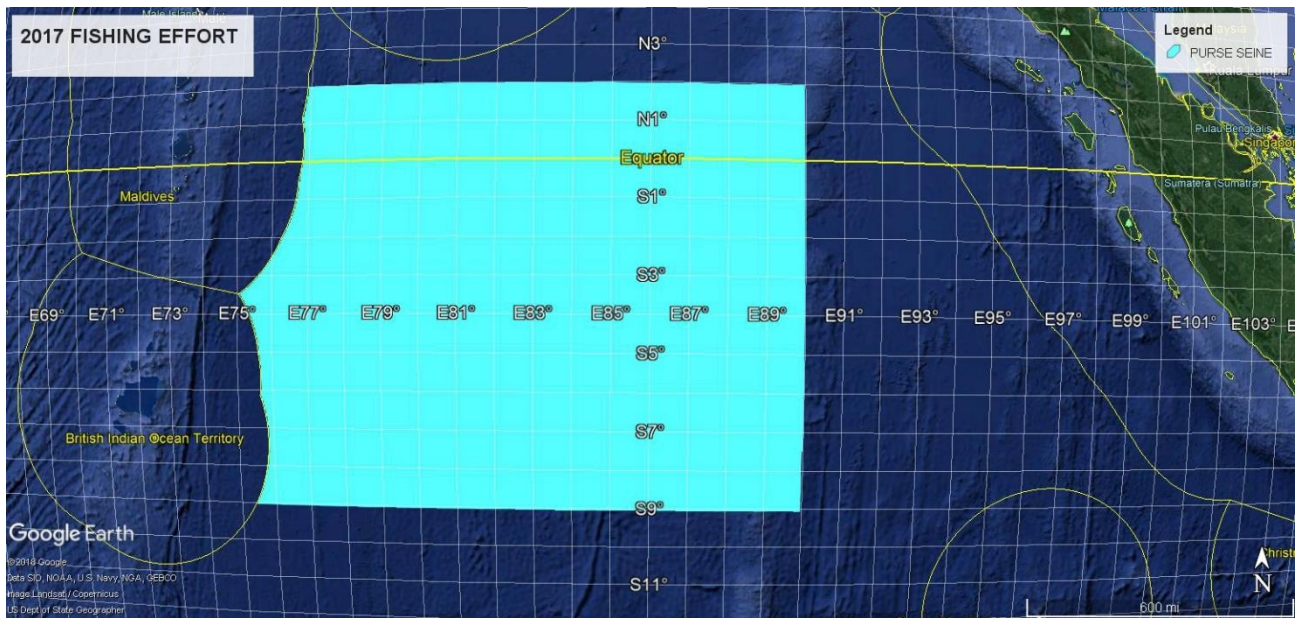 Male Island
Malé
2017 FISHING EFFORT
Legend
PURSE SEINE
N3°
N1°
Equator
S1°
Maldives
Pulau Bengkalis
Sumatera (Sumatra)
S3°
E69° E71° E73° E75° E77° E79° E81° E83° E85° E87° E89° E91° E93° E95° E97° E99° E101° E103°
S5°
S7°
British Indian Ocean Territory
S9°
Google Earth
©2018 Google
Data SIO, NOAA, U.S. Navy, NGA, GEBCO
Image Landsat / Copernicus
US Dept of State Geographer
S11°
N
600 mi